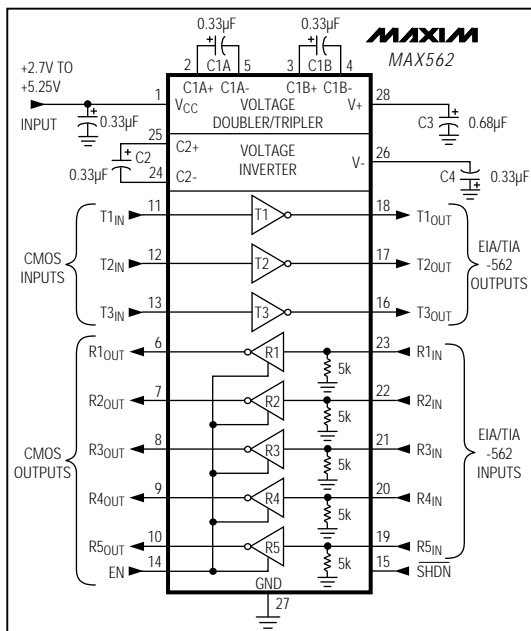 0.33µF 0.33µF
MAXIM
MAX562
2 C1A 5 3 C1B 4
+2.7V TO
+5.25V
INPUT
C1A+ C1A- C1B+ C1B-
1 VCC VOLTAGE V+ 28
DOUBLER/TRIPLER
0.33µF C3 0.68µF
25 C2+ VOLTAGE
INVERTER V- 26
C2
0.33µF 24 C2-
C4 0.33µF
CMOS
INPUTS
T1IN 11 T1 18 T1OUT
T2IN 12 T2 17 T2OUT
T3IN 13 T3 16 T3OUT
EIA/TIA
-562
OUTPUTS
R1OUT 6 R1 5k 23 R1IN
R2OUT 7 R2 5k 22 R2IN
R3OUT 8 R3 5k 21 R3IN
R4OUT 9 R4 5k 20 R4IN
R5OUT 10 R5 5k 19 R5IN
CMOS
OUTPUTS
EIA/TIA
-562
INPUTS
EN 14 15 SHDN
GND
27